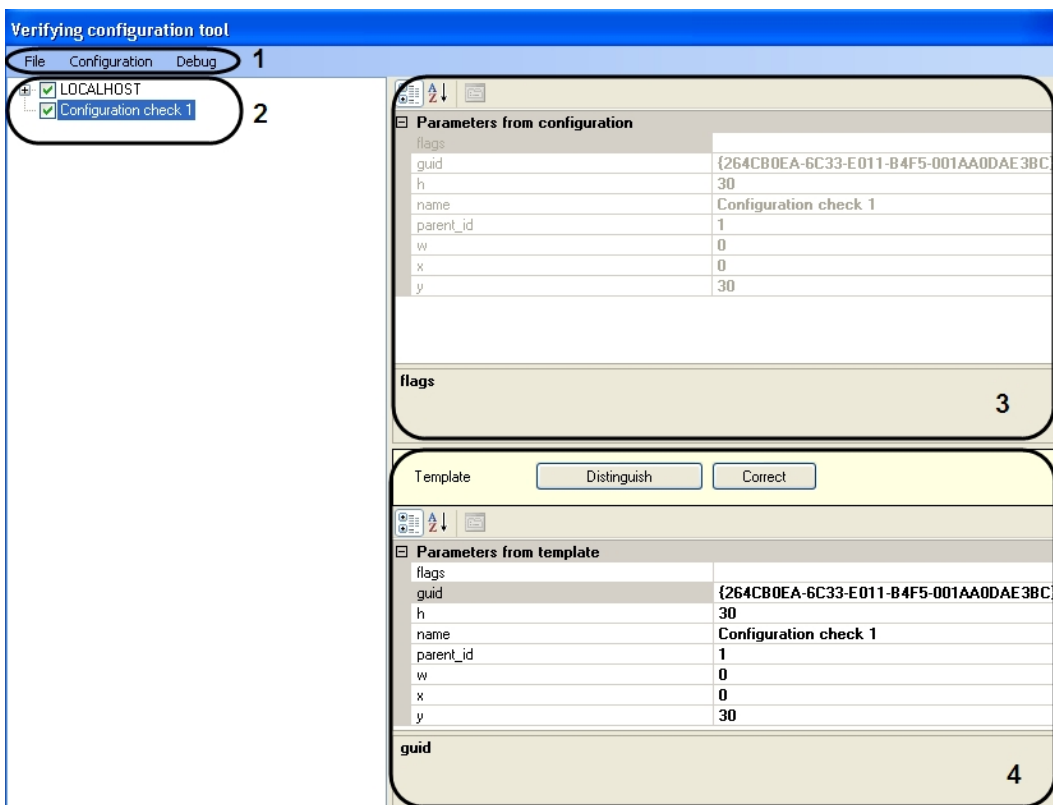 Verifying configuration tool
File Configuration Debug 1
LOCALHOST
Configuration check 1
2
Parameters from configuration
flags
guid {264CB0EA-6C33-E011-B4F5-001AA0DAE3BC}
h 30
name Configuration check 1
parent_id 1
w 0
x 0
y 30
flags
3
Template Distinguish Correct
Parameters from template
flags
guid {264CB0EA-6C33-E011-B4F5-001AA0DAE3BC}
h 30
name Configuration check 1
parent_id 1
w 0
x 0
y 30
guid
4